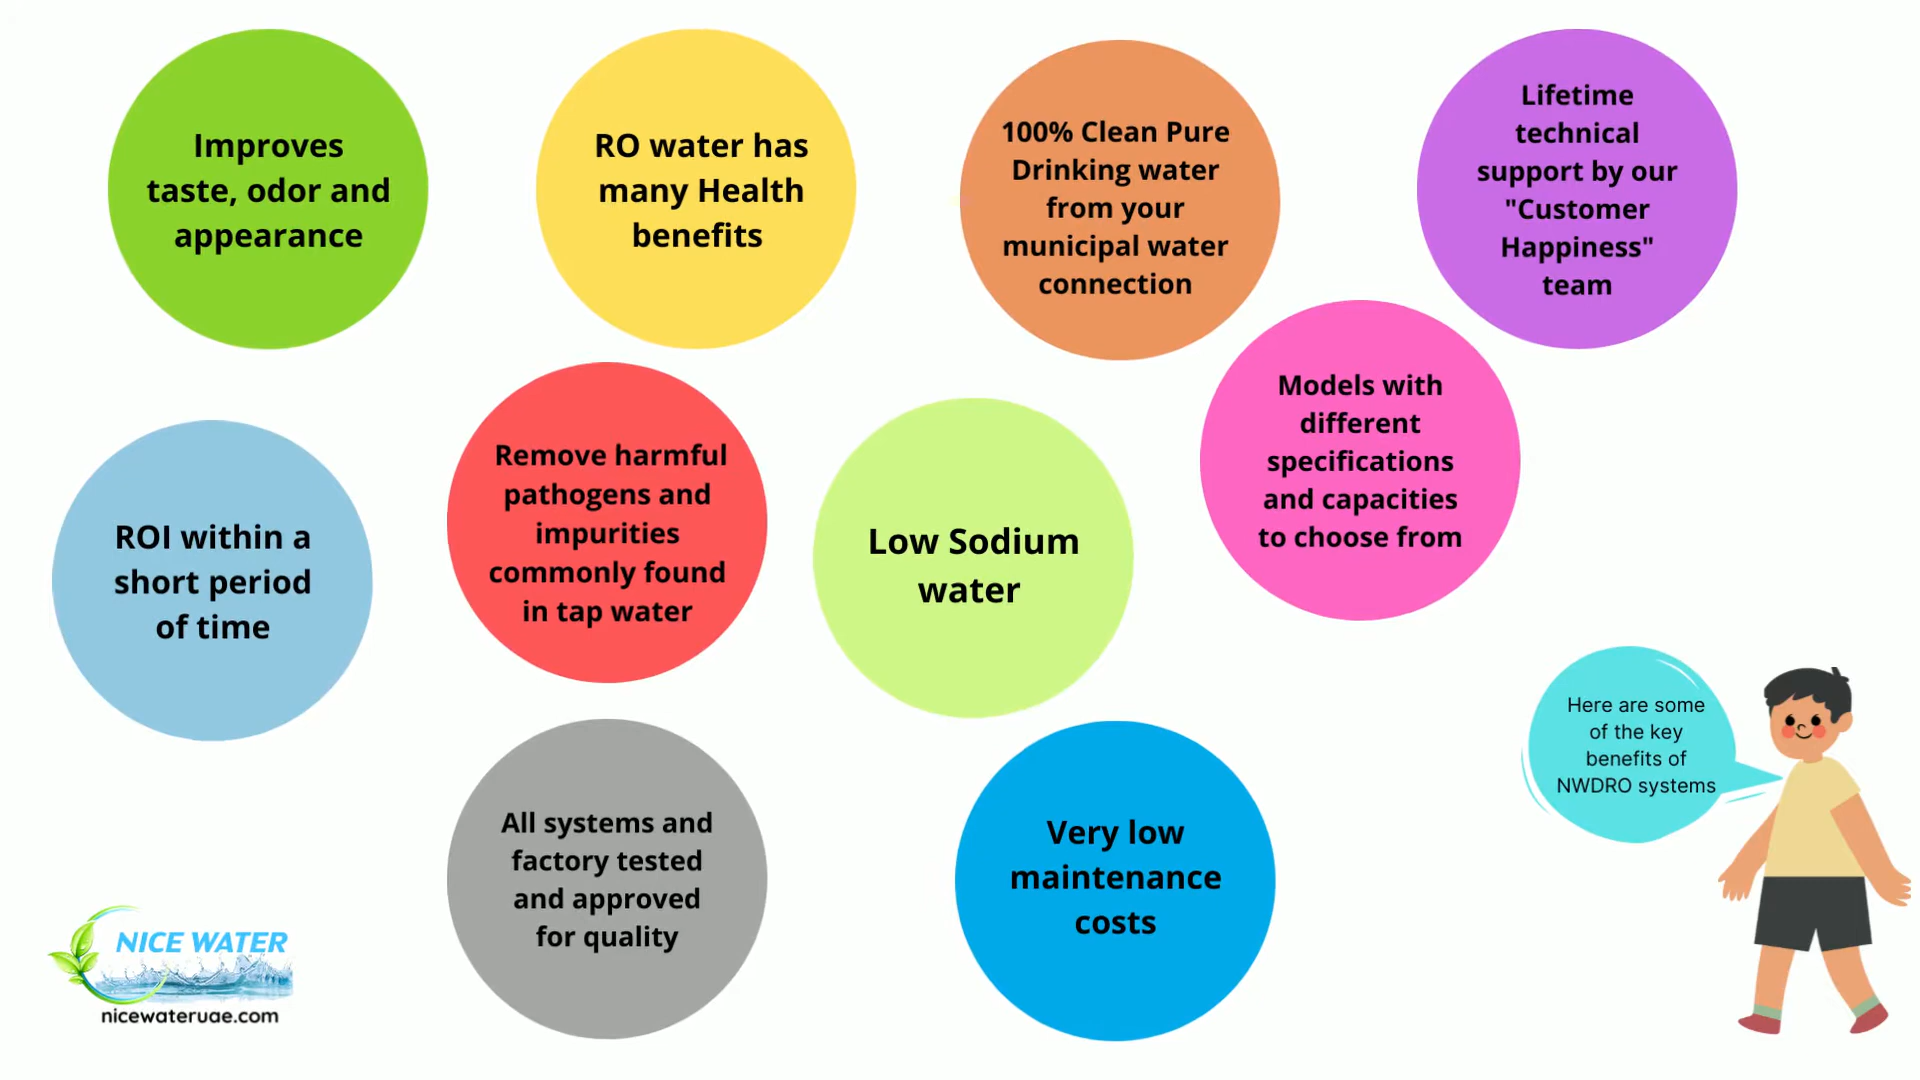 Improves
taste, odor and
appearance
RO water has
many Health
benefits
100% Clean Pure
Drinking water
from your
municipal water
connection
Lifetime
technical
support by our
"Customer
Happiness"
team
ROI within a
short period
of time
Remove harmful
pathogens and
impurities
commonly found
in tap water
Low Sodium
water
Models with
different
specifications
and capacities
to choose from
All systems and
factory tested
and approved
for quality
Very low
maintenance
costs
Here are some
of the key
benefits of
NWDRO systems
NICE WATER
nicewateruae.com